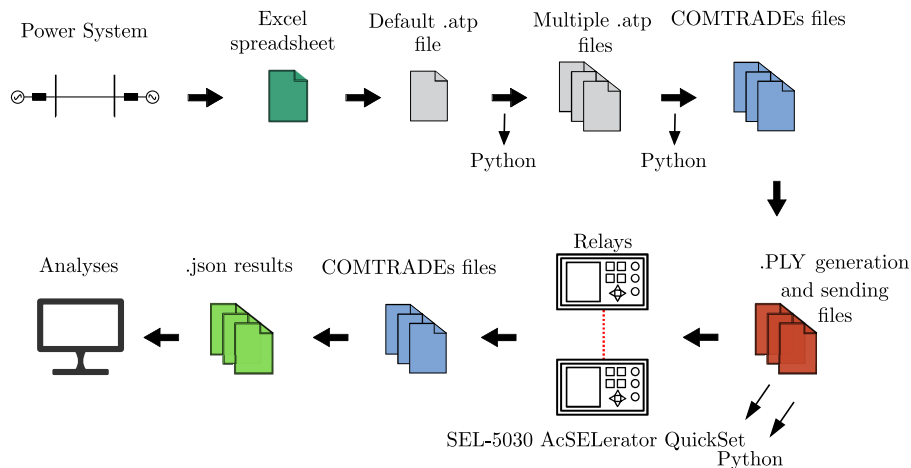 Power System
Excel
spreadsheet
Default .atp
file
Multiple .atp
files
COMTRADEs files
Python
Python
Analyses
.json results
COMTRADEs files
Relays
.PLY generation
and sending
files
SEL-5030 AcSELerator QuickSet
Python